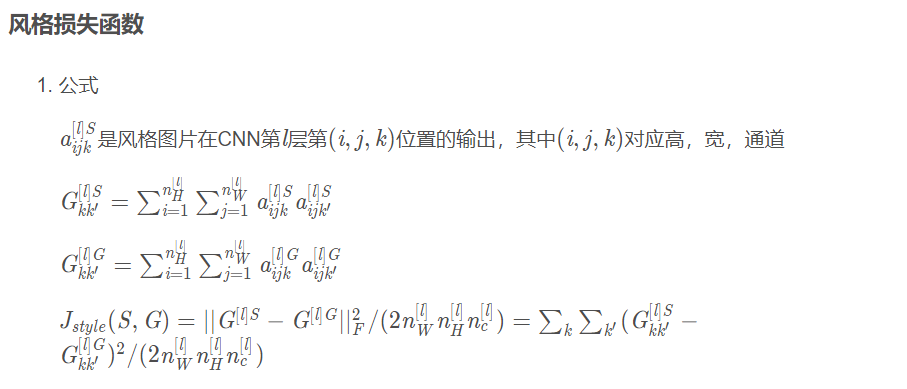 风格损失函数
1. 公式
$a_{ijk}^{[l]S}$是风格图片在CNN第$l$层第$(i,j,k)$位置的输出，其中$(i,j,k)$对应高，宽，通道
$G_{kk'}^{[l]S} = \sum_{i=1}^{n_H^{[l]}} \sum_{j=1}^{n_W^{[l]}} a_{ijk}^{[l]S} a_{ijk'}^{[l]S}$
$G_{kk'}^{[l]G} = \sum_{i=1}^{n_H^{[l]}} \sum_{j=1}^{n_W^{[l]}} a_{ijk}^{[l]G} a_{ijk'}^{[l]G}$
$J_{style}(S,G) = ||G^{[l]S} - G^{[l]G}||_F^2/(2n_W^{[l]}n_H^{[l]}n_c^{[l]}) = \sum_k \sum_{k'}(G_{kk'}^{[l]S} -$
$G_{kk'}^{[l]G})^2/(2n_W^{[l]}n_H^{[l]}n_c^{[l]})$